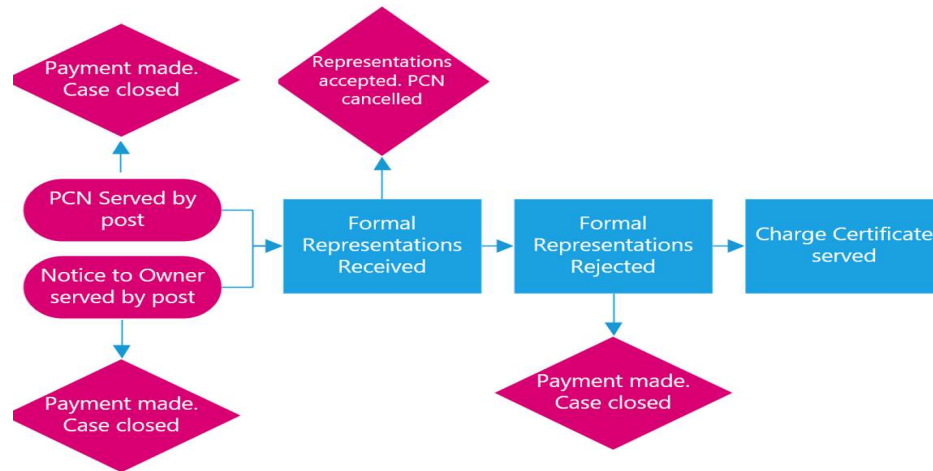 Payment made.
Case closed
Representations
accepted. PCN
cancelled
PCN Served by
post
Notice to Owner
served by post
Formal
Representations
Received
Formal
Representations
Rejected
Charge Certificate
served
Payment made.
Case closed
Payment made.
Case closed